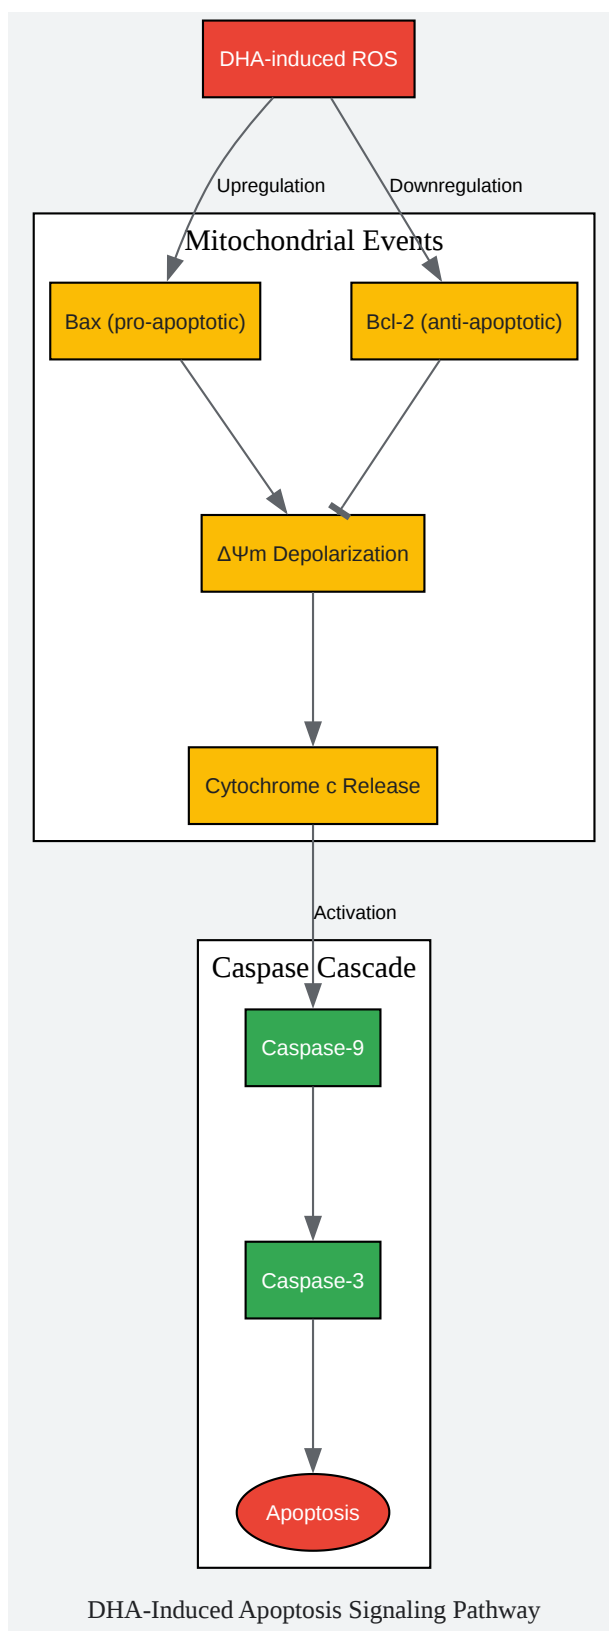 DHA-induced ROS
Upregulation
Downregulation
Mitochondrial Events
Bax (pro-apoptotic)
Bcl-2 (anti-apoptotic)
ΔΨm Depolarization
Cytochrome c Release
Activation
Caspase Cascade
Caspase-9
Caspase-3
Apoptosis
DHA-Induced Apoptosis Signaling Pathway